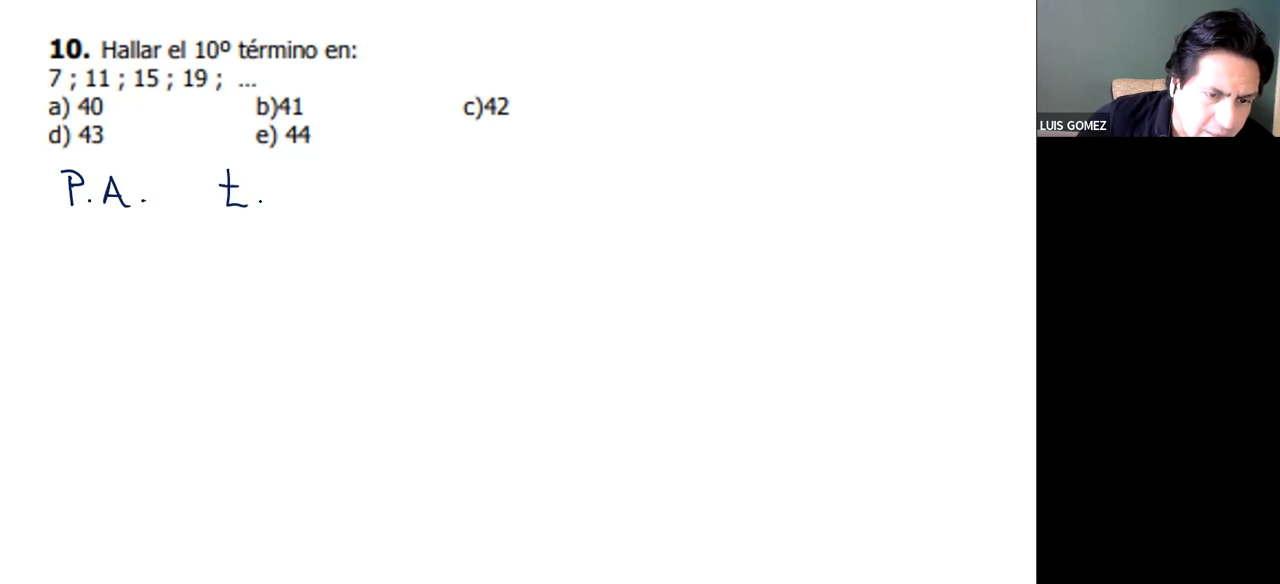 10. Hallar el 10º término en:
7 ; 11 ; 15 ; 19 ; ...
a) 40 b)41 c)42
d) 43 e) 44
P.A. t.
LUIS GOMEZ